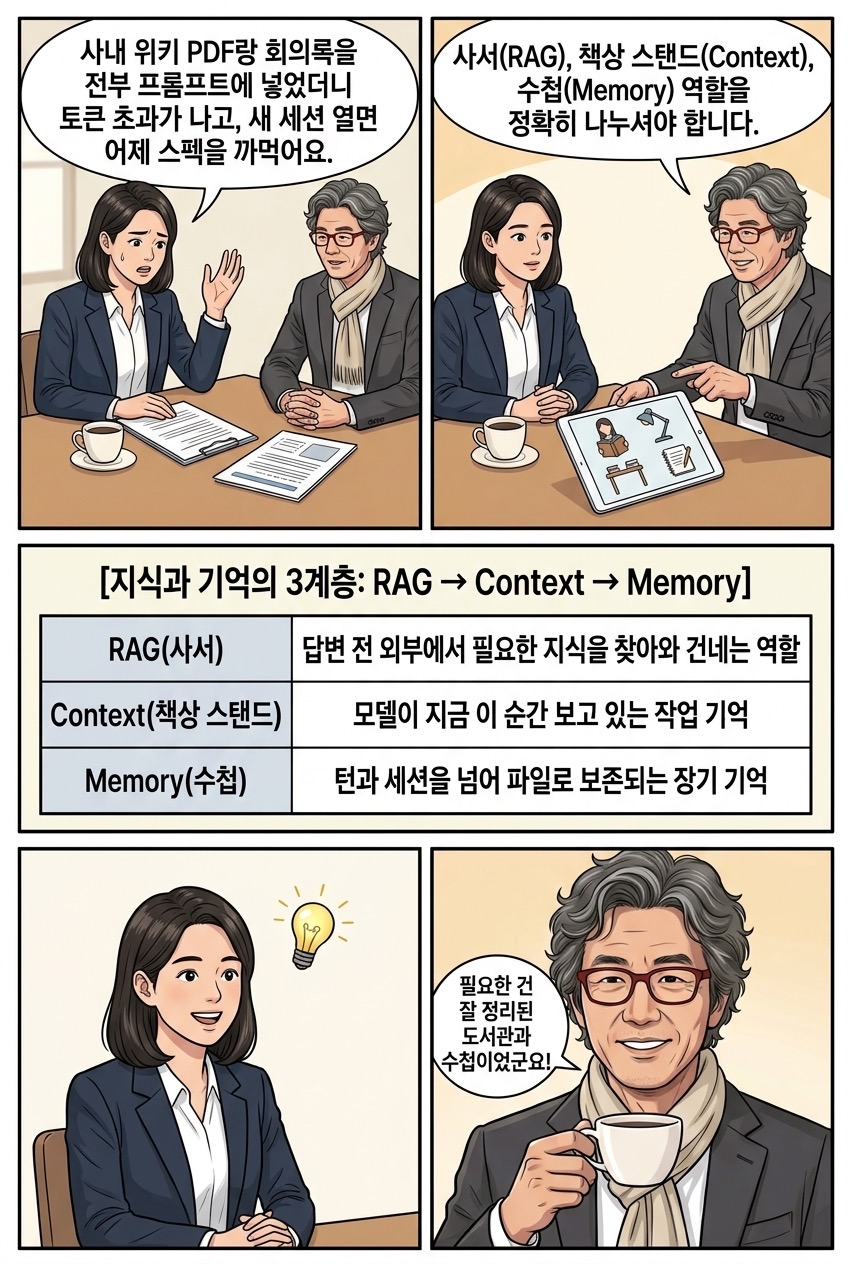 사내 위키 PDF랑 회의록을
전부 프롬프트에 넣었더니
토큰 초과가 나고, 새 세션 열면
어제 스펙을 까먹어요.
사서(RAG), 책상 스탠드(Context),
수첩(Memory) 역할을
정확히 나누셔야 합니다.
[지식과 기억의 3계층: RAG → Context → Memory]
RAG(사서) 답변 전 외부에서 필요한 지식을 찾아와 건네는 역할
Context(책상 스탠드) 모델이 지금 이 순간 보고 있는 작업 기억
Memory(수첩) 턴과 세션을 넘어 파일로 보존되는 장기 기억
필요한 건
잘 정리된
도서관과
수첩이었군요!